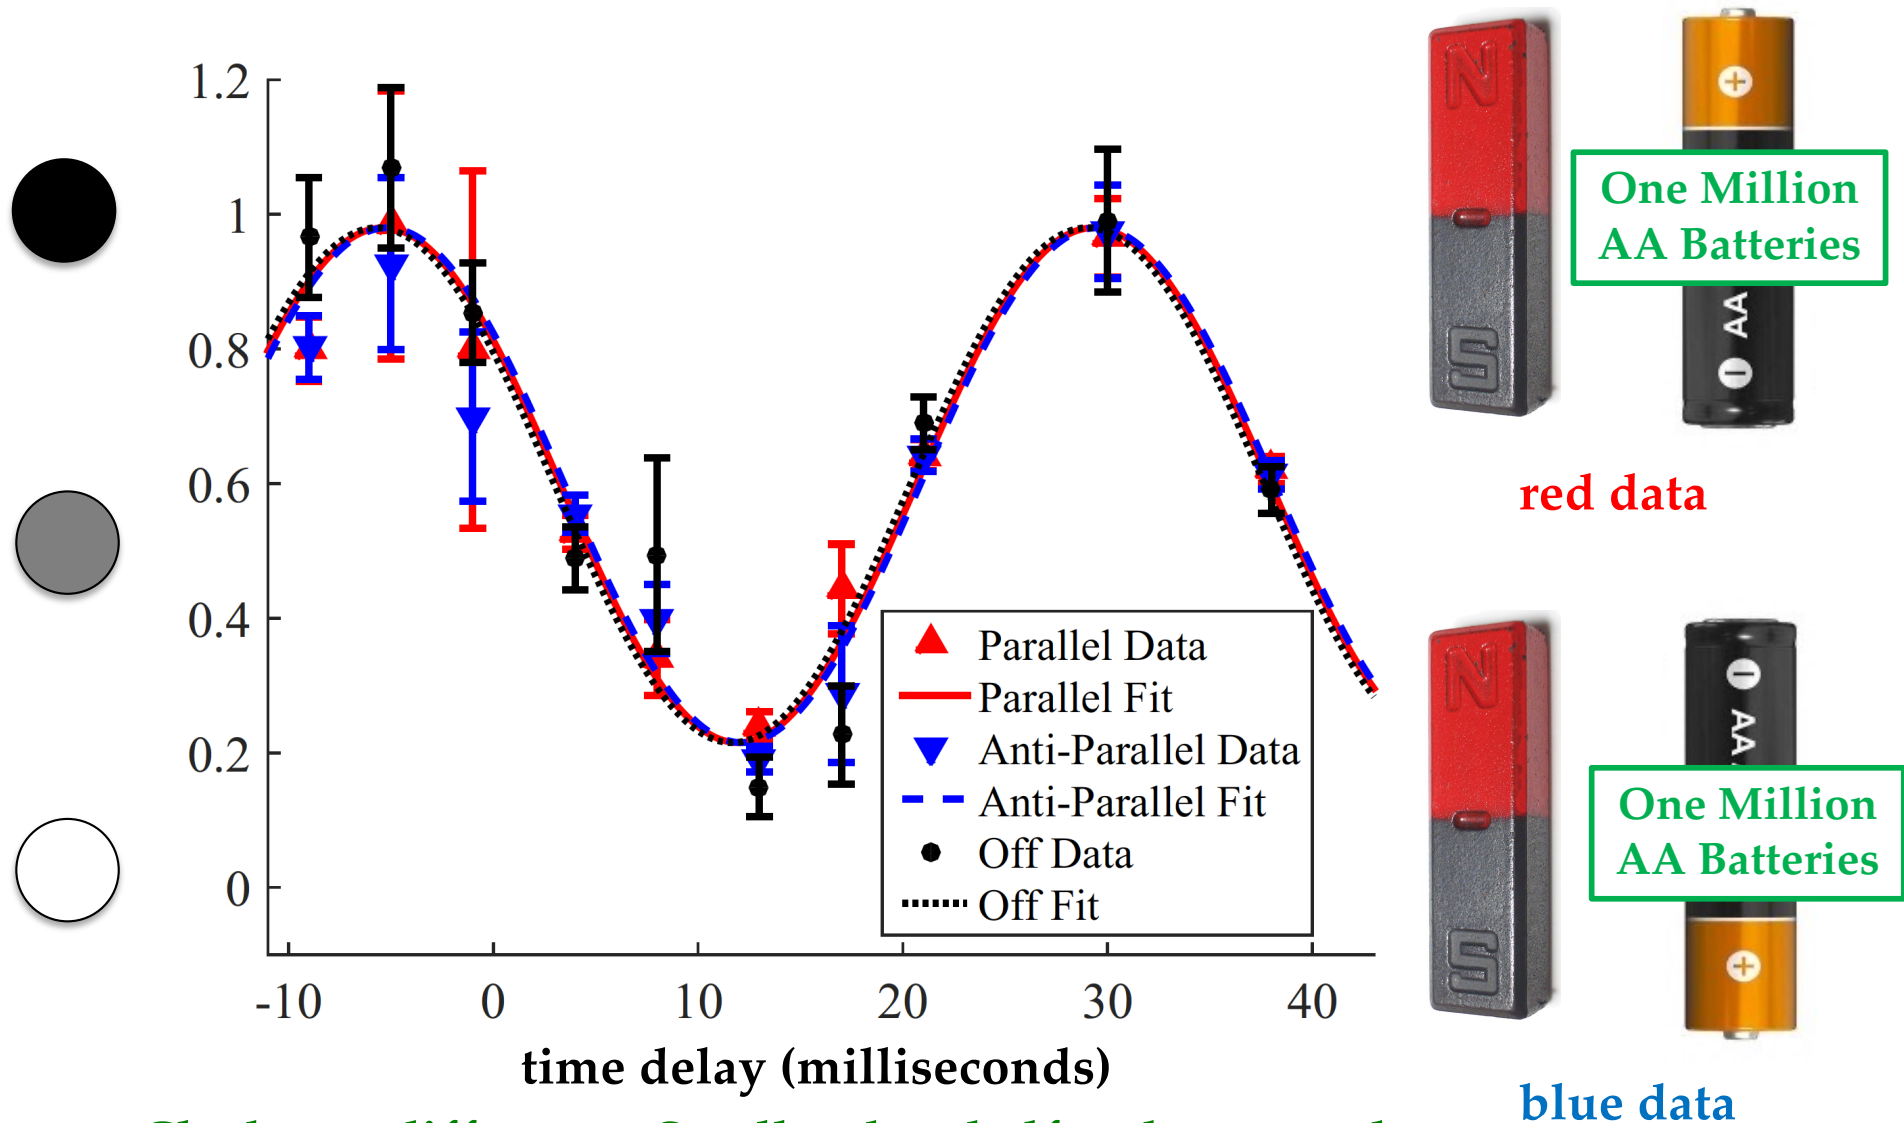 1.2
1
0.8
0.6
0.4
0.2
0
-10
0
10
20
30
40
time delay (milliseconds)
Parallel Data
Parallel Fit
Anti-Parallel Data
Anti-Parallel Fit
Off Data
Off Fit
N
S
+
One Million
AA Batteries
AA
red data
N
S
AA
One Million
AA Batteries
+
blue data